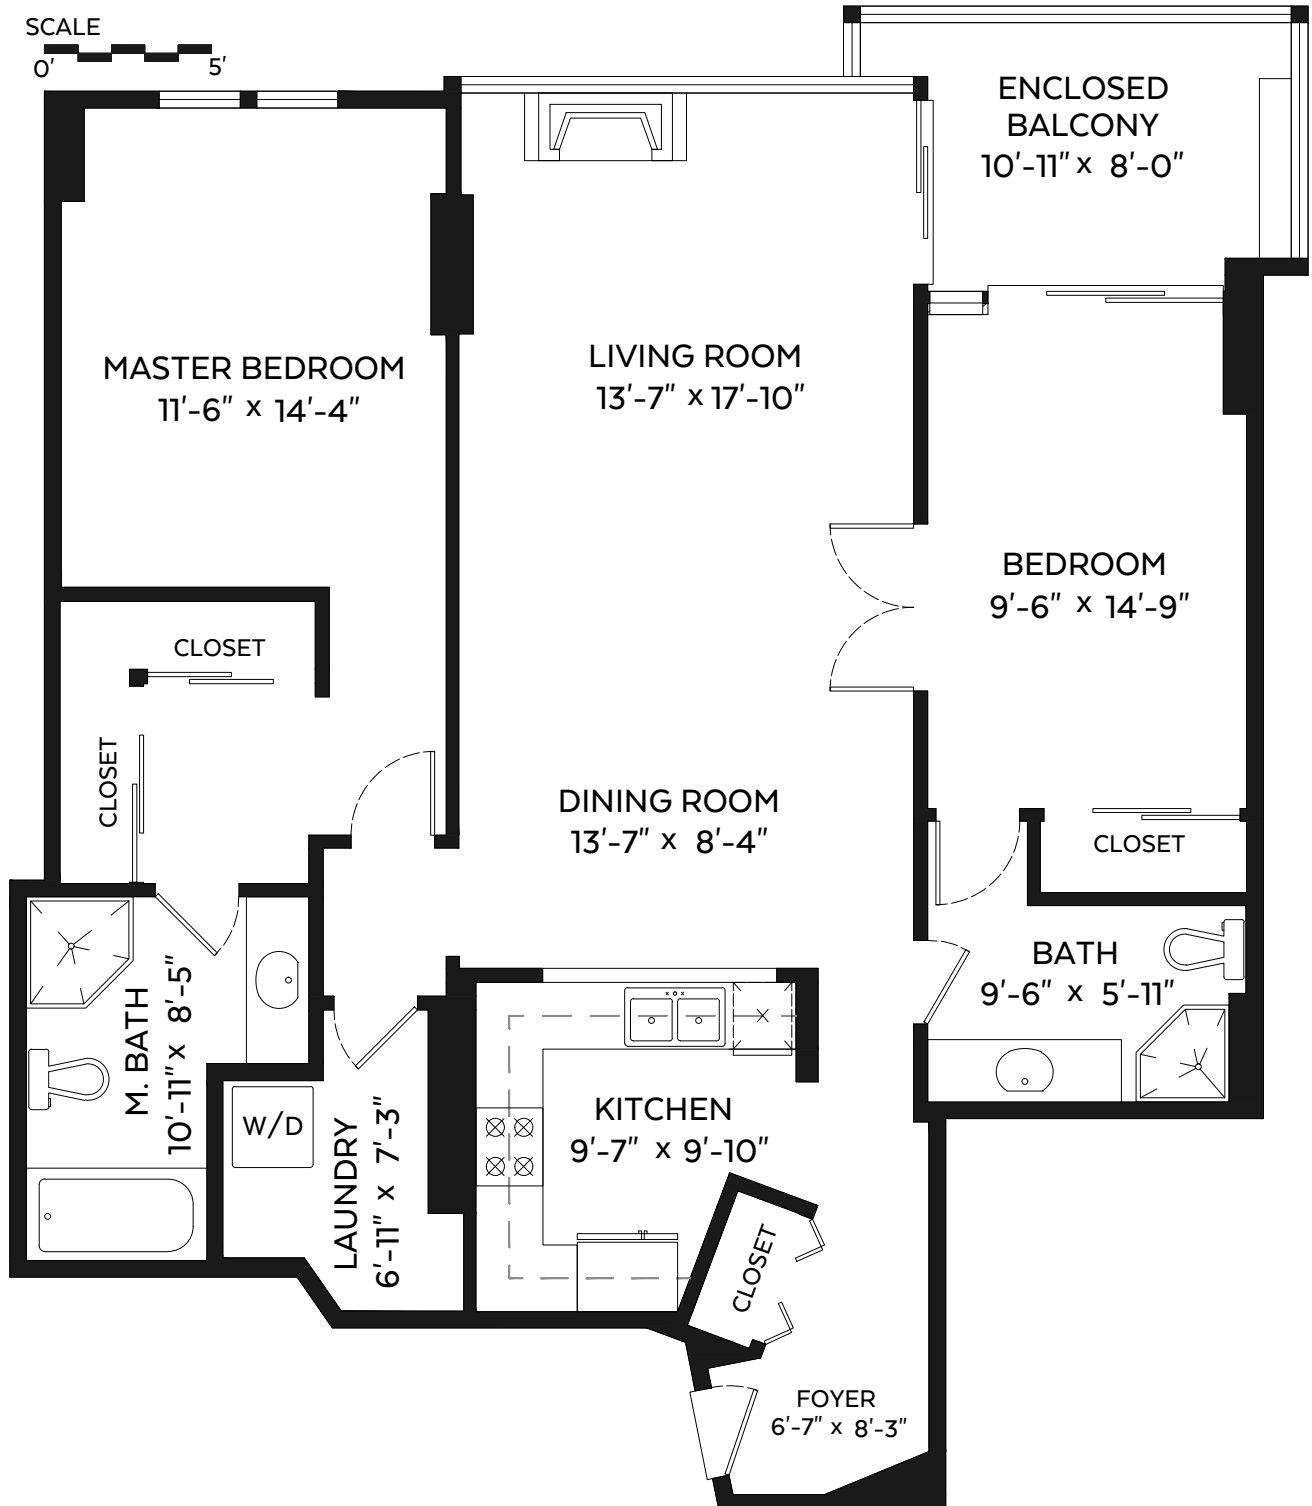 SCALE
0' 5'
ENCLOSED
BALCONY
10'-11" x 8'-0"
MASTER BEDROOM
11'-6" x 14'-4"
LIVING ROOM
13'-7" x 17'-10"
BEDROOM
9'-6" x 14'-9"
CLOSET
CLOSET
DINING ROOM
13'-7" x 8'-4"
CLOSET
BATH
9'-6" x 5'-11"
M. BATH
10'-11" x 8'-5"
W/D
LAUNDRY
6'-11" x 7'-3"
KITCHEN
9'-7" x 9'-10"
CLOSET
FOYER
6'-7" x 8'-3"